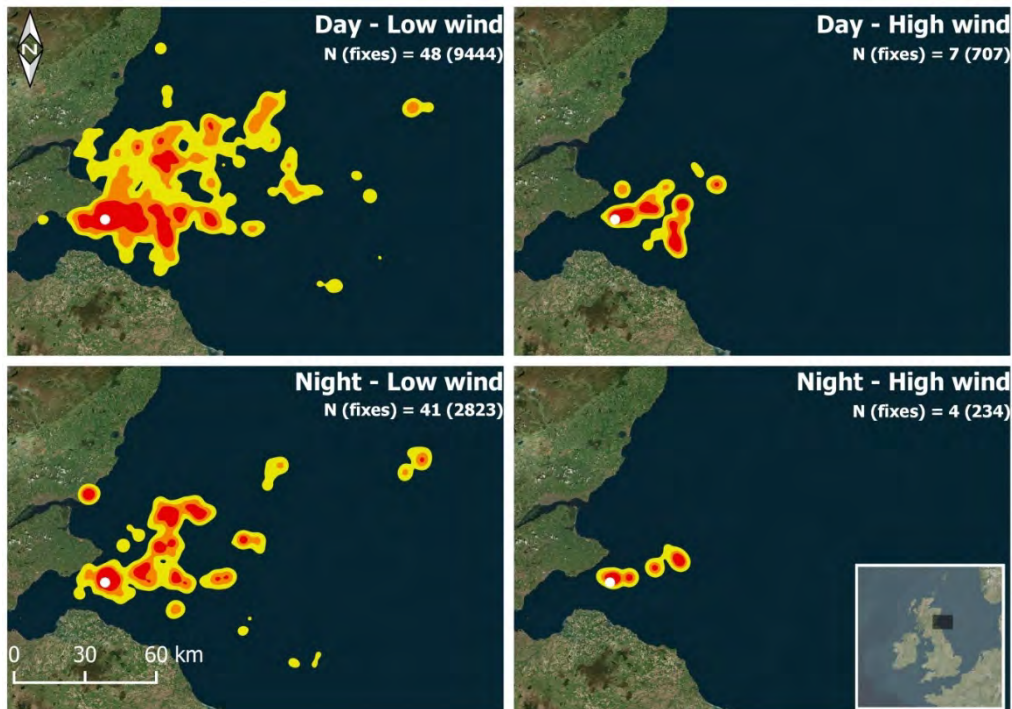 N
Day - Low wind
N (fixes) = 48 (9444)
Day - High wind
N (fixes) = 7 (707)
Night - Low wind
N (fixes) = 41 (2823)
Night - High wind
N (fixes) = 4 (234)
0 30 60 km